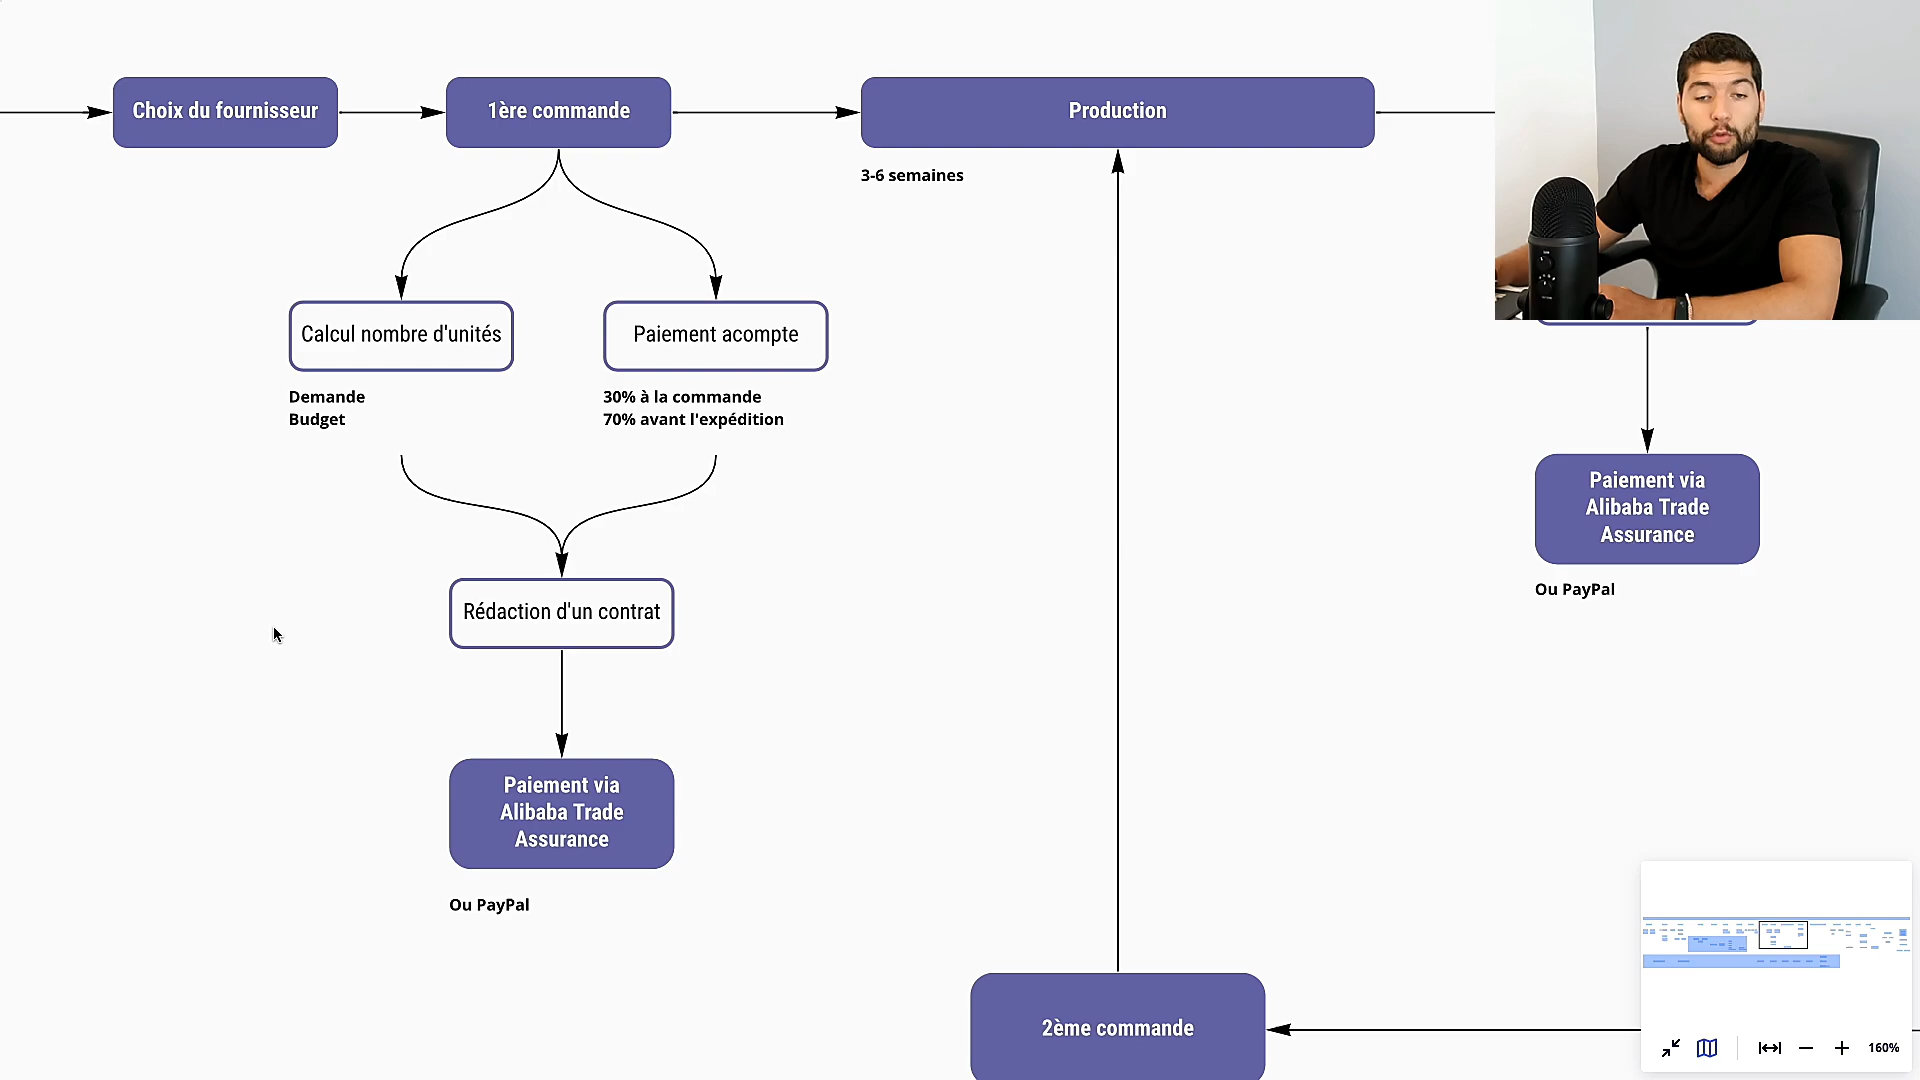 Choix du fournisseur
1ère commande
Production
3-6 semaines
Calcul nombre d'unités
Paiement acompte
Demande
Budget
30% à la commande
70% avant l'expédition
Rédaction d'un contrat
Paiement via
Alibaba Trade
Assurance
Ou PayPal
Paiement via
Alibaba Trade
Assurance
Ou PayPal
2ème commande
160%